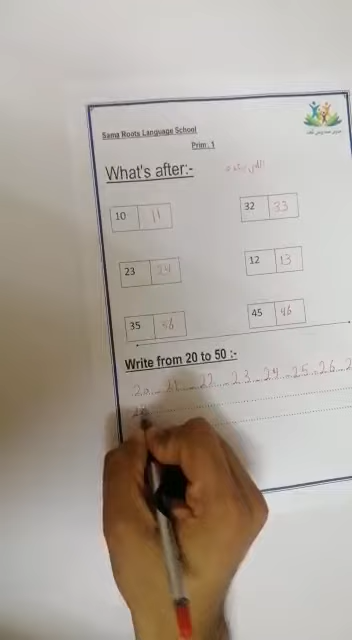 Sama Roots Language School
Prim . 1
What's after:-
10 11
32 33
23 24
12 13
35 36
45 46
Write from 20 to 50 :-
20 .... 21 .... 22 .... 23 .... 24 .... 25 ... 26 ... 2